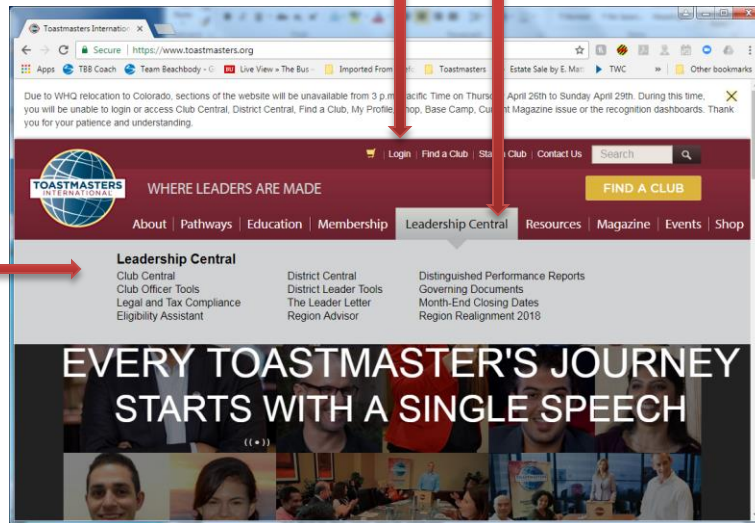 Toastmasters Internation
Secure | https://www.toastmasters.org
Apps TBB Coach Team Beachbody - G Live View » The Bus - Imported From Toastmasters Estate Sale by E. Mat TWC » Other bookmarks
Due to WHQ relocation to Colorado, sections of the website will be unavailable from 3 p.m. Pacific Time on Thursday April 26th to Sunday April 29th. During this time,
you will be unable to login or access Club Central, District Central, Find a Club, My Profile, Shop, Base Camp, Current Magazine issue or the recognition dashboards. Thank
you for your patience and understanding.
Login | Find a Club | Start a Club | Contact Us Search
TOASTMASTERS
INTERNATIONAL
WHERE LEADERS ARE MADE
FIND A CLUB
About | Pathways | Education | Membership Leadership Central Resources | Magazine | Events | Shop
Leadership Central
Club Central District Central Distinguished Performance Reports
Club Officer Tools District Leader Tools Governing Documents
Legal and Tax Compliance The Leader Letter Month-End Closing Dates
Eligibility Assistant Region Advisor Region Realignment 2018
EVERY TOASTMASTER'S JOURNEY
STARTS WITH A SINGLE SPEECH